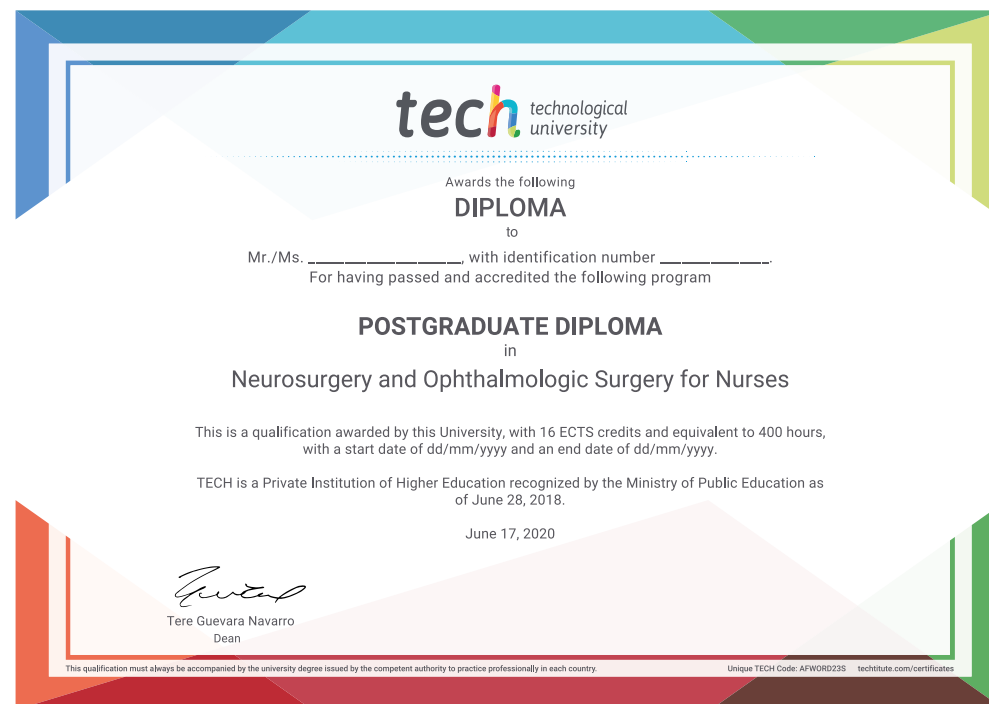 tech technological
university
Awards the following
DIPLOMA
to
Mr./Ms. ____________________, with identification number ______________.
For having passed and accredited the following program
POSTGRADUATE DIPLOMA
in
Neurosurgery and Ophthalmologic Surgery for Nurses
This is a qualification awarded by this University, with 16 ECTS credits and equivalent to 400 hours,
with a start date of dd/mm/yyyy and an end date of dd/mm/yyyy.
TECH is a Private Institution of Higher Education recognized by the Ministry of Public Education as
of June 28, 2018.
June 17, 2020
Tere Guevara Navarro
Dean
This qualification must always be accompanied by the university degree issued by the competent authority to practice professionally in each country. Unique TECH Code: AFWORD23S techtitute.com/certificates